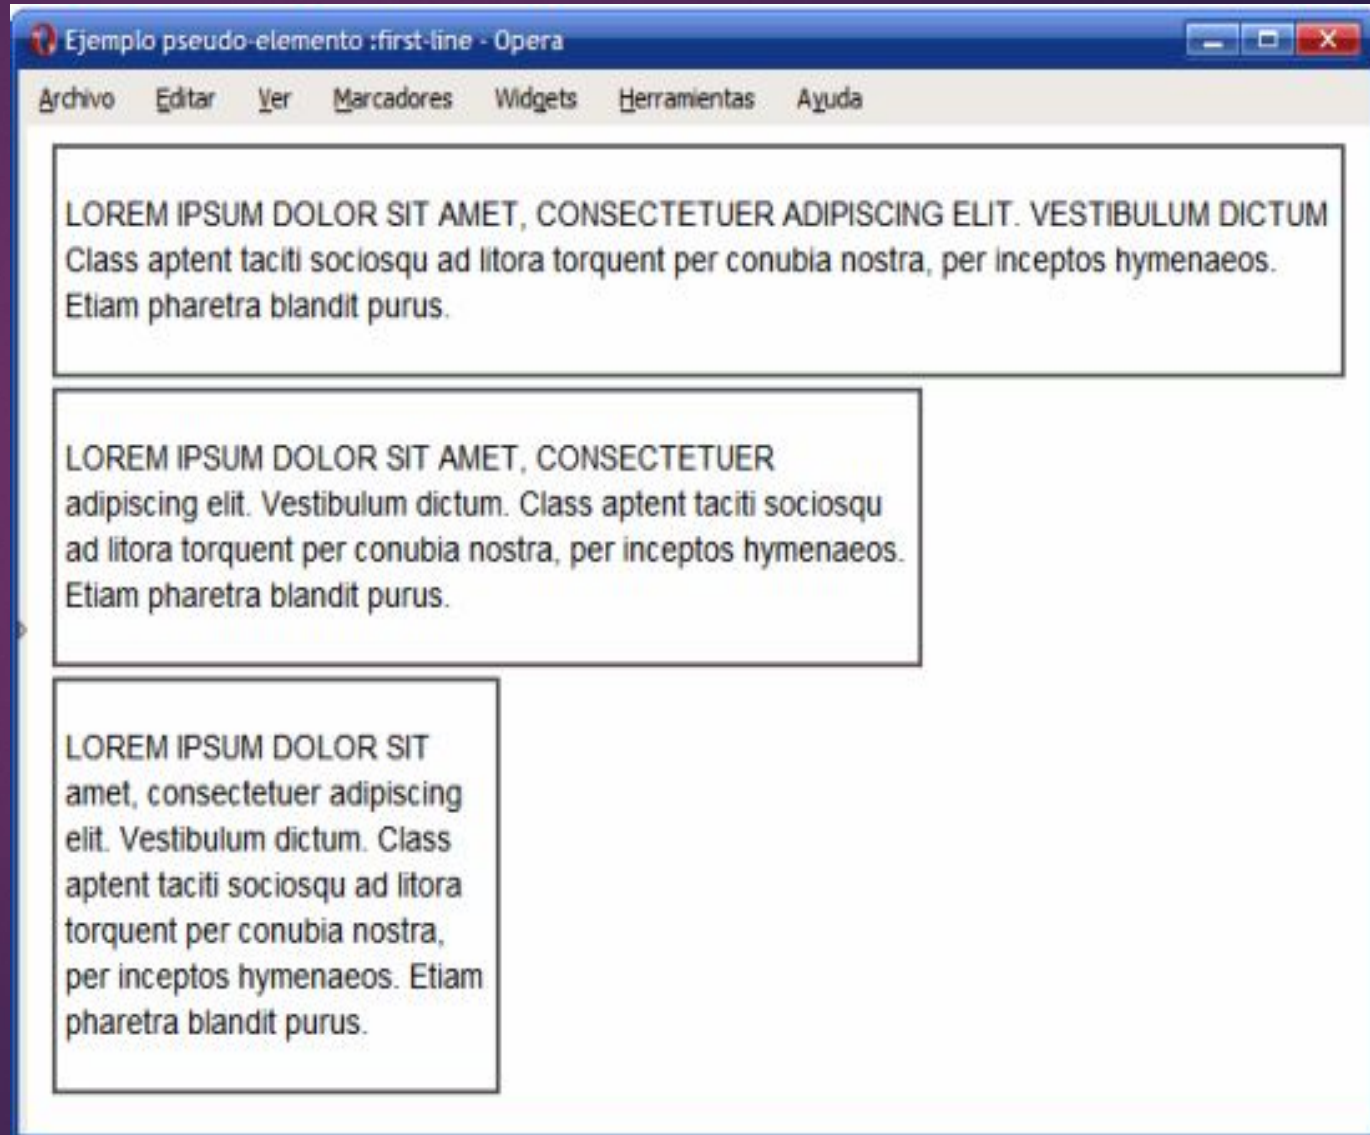 Ejemplo pseudo-elemento :first-line - Opera
Archivo Editar Ver Marcadores Widgets Herramientas Ayuda
LOREM IPSUM DOLOR SIT AMET, CONSECTETUER ADIPISCING ELIT. VESTIBULUM DICTUM
Class aptent taciti sociosqu ad litora torquent per conubia nostra, per inceptos hymenaeos.
Etiam pharetra blandit purus.
LOREM IPSUM DOLOR SIT AMET, CONSECTETUER
adipiscing elit. Vestibulum dictum. Class aptent taciti sociosqu
ad litora torquent per conubia nostra, per inceptos hymenaeos.
Etiam pharetra blandit purus.
LOREM IPSUM DOLOR SIT
amet, consectetuer adipiscing
elit. Vestibulum dictum. Class
aptent taciti sociosqu ad litora
torquent per conubia nostra,
per inceptos hymenaeos. Etiam
pharetra blandit purus.